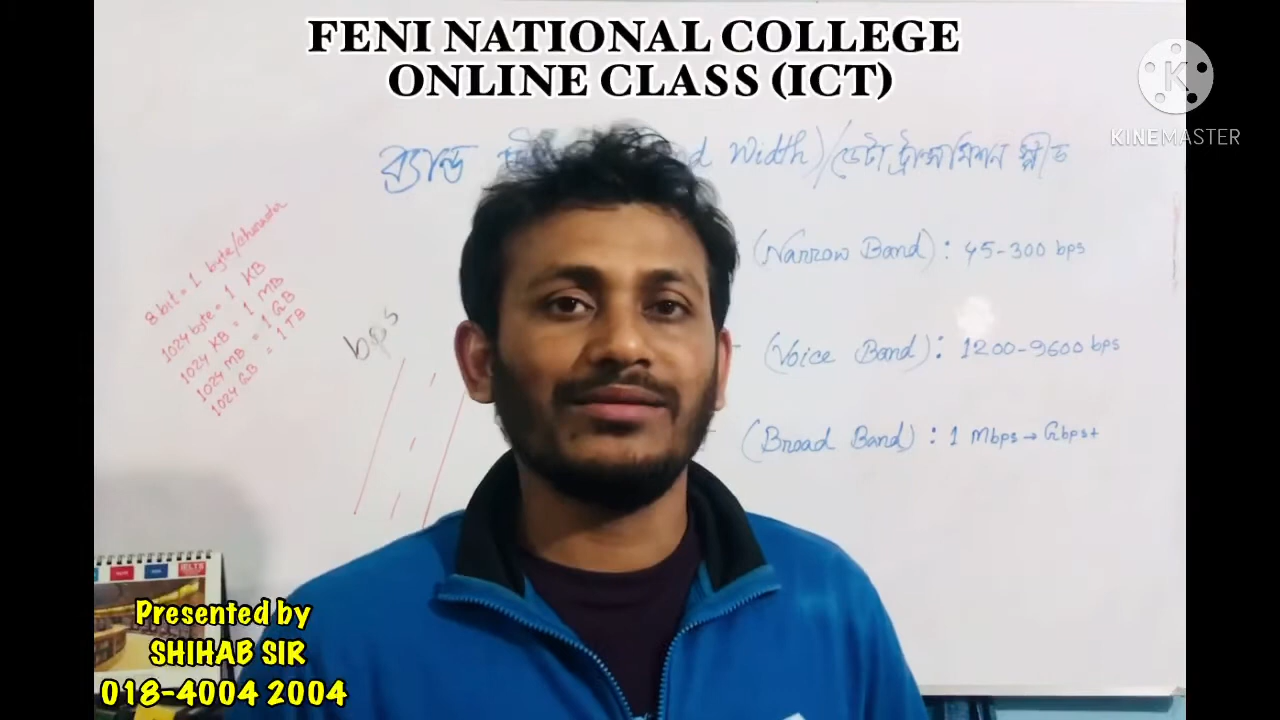 FENI NATIONAL COLLEGE
ONLINE CLASS (ICT)
KINEMASTER
ব্যান্ড Width)/ডেটা ট্রান্সমিশন স্পীড
(Narrow Band) : 45-300 bps
(Voice Band) : 1200-9600 bps
(Broad Band) : 1 Mbps → Gbps+
8 bit = 1 byte/character
1024 byte = 1 KB
1024 KB = 1 MB
1024 MB = 1 GB
1024 GB = 1 TB
bps
IELTS
Presented by
SHIHAB SIR
018-4004 2004